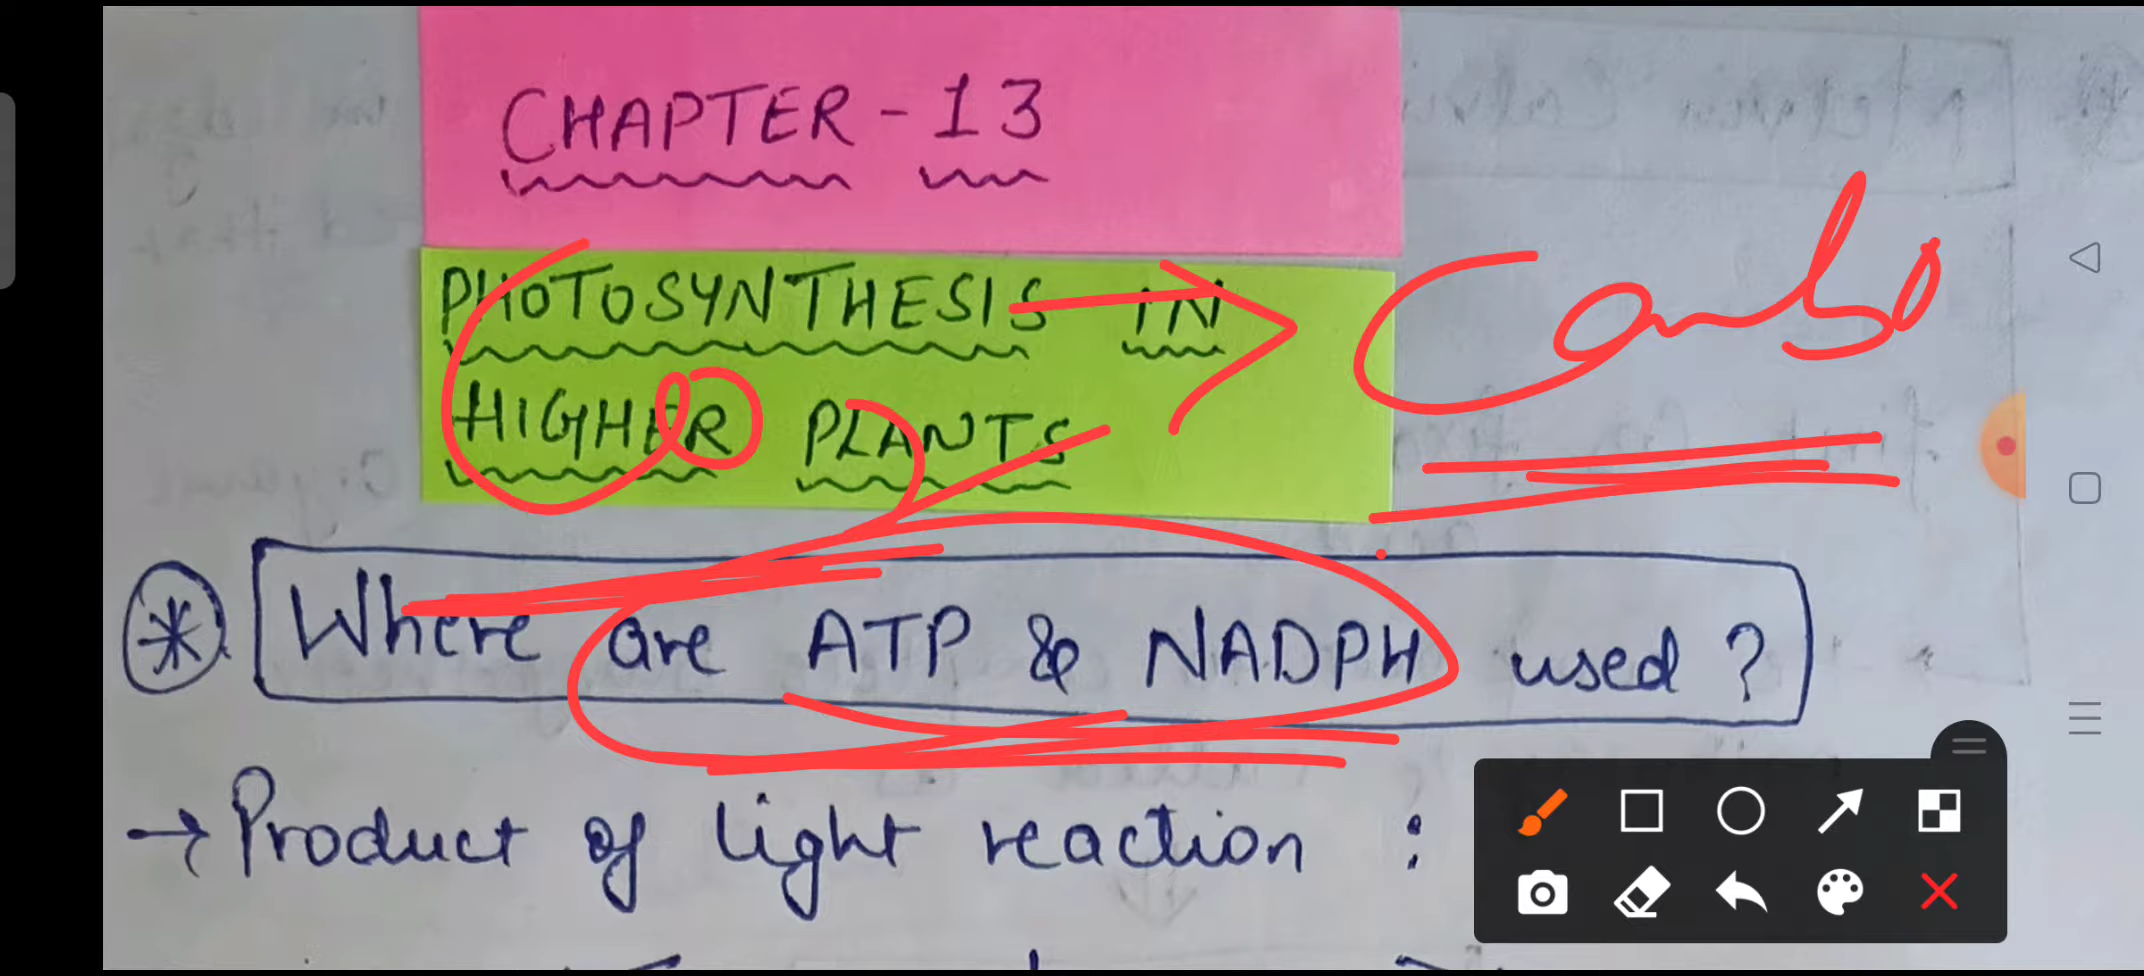 CHAPTER - 13
PHOTOSYNTHESIS IN
HIGHER PLANTS
Where are ATP & NADPH used ?
→ Product of light reaction :